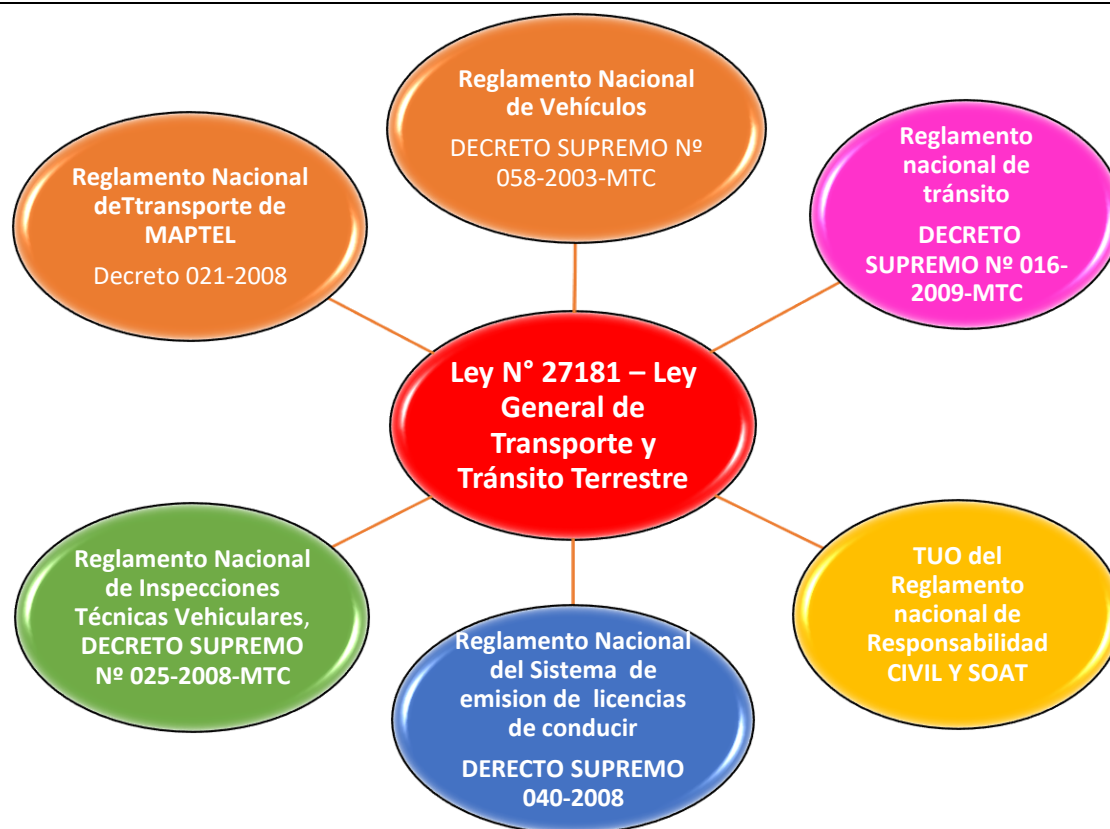 Reglamento Nacional
de Vehículos
DECRETO SUPREMO Nº
058-2003-MTC
Reglamento
nacional de
tránsito
DECRETO
SUPREMO Nº 016-
2009-MTC
Reglamento Nacional
deTtransporte de
MAPTEL
Decreto 021-2008
Ley N° 27181 – Ley
General de
Transporte y
Tránsito Terrestre
Reglamento Nacional
de Inspecciones
Técnicas Vehiculares,
DECRETO SUPREMO
Nº 025-2008-MTC
Reglamento Nacional
del Sistema de
emision de licencias
de conducir
DERECTO SUPREMO
040-2008
TUO del
Reglamento
nacional de
Responsabilidad
CIVIL Y SOAT